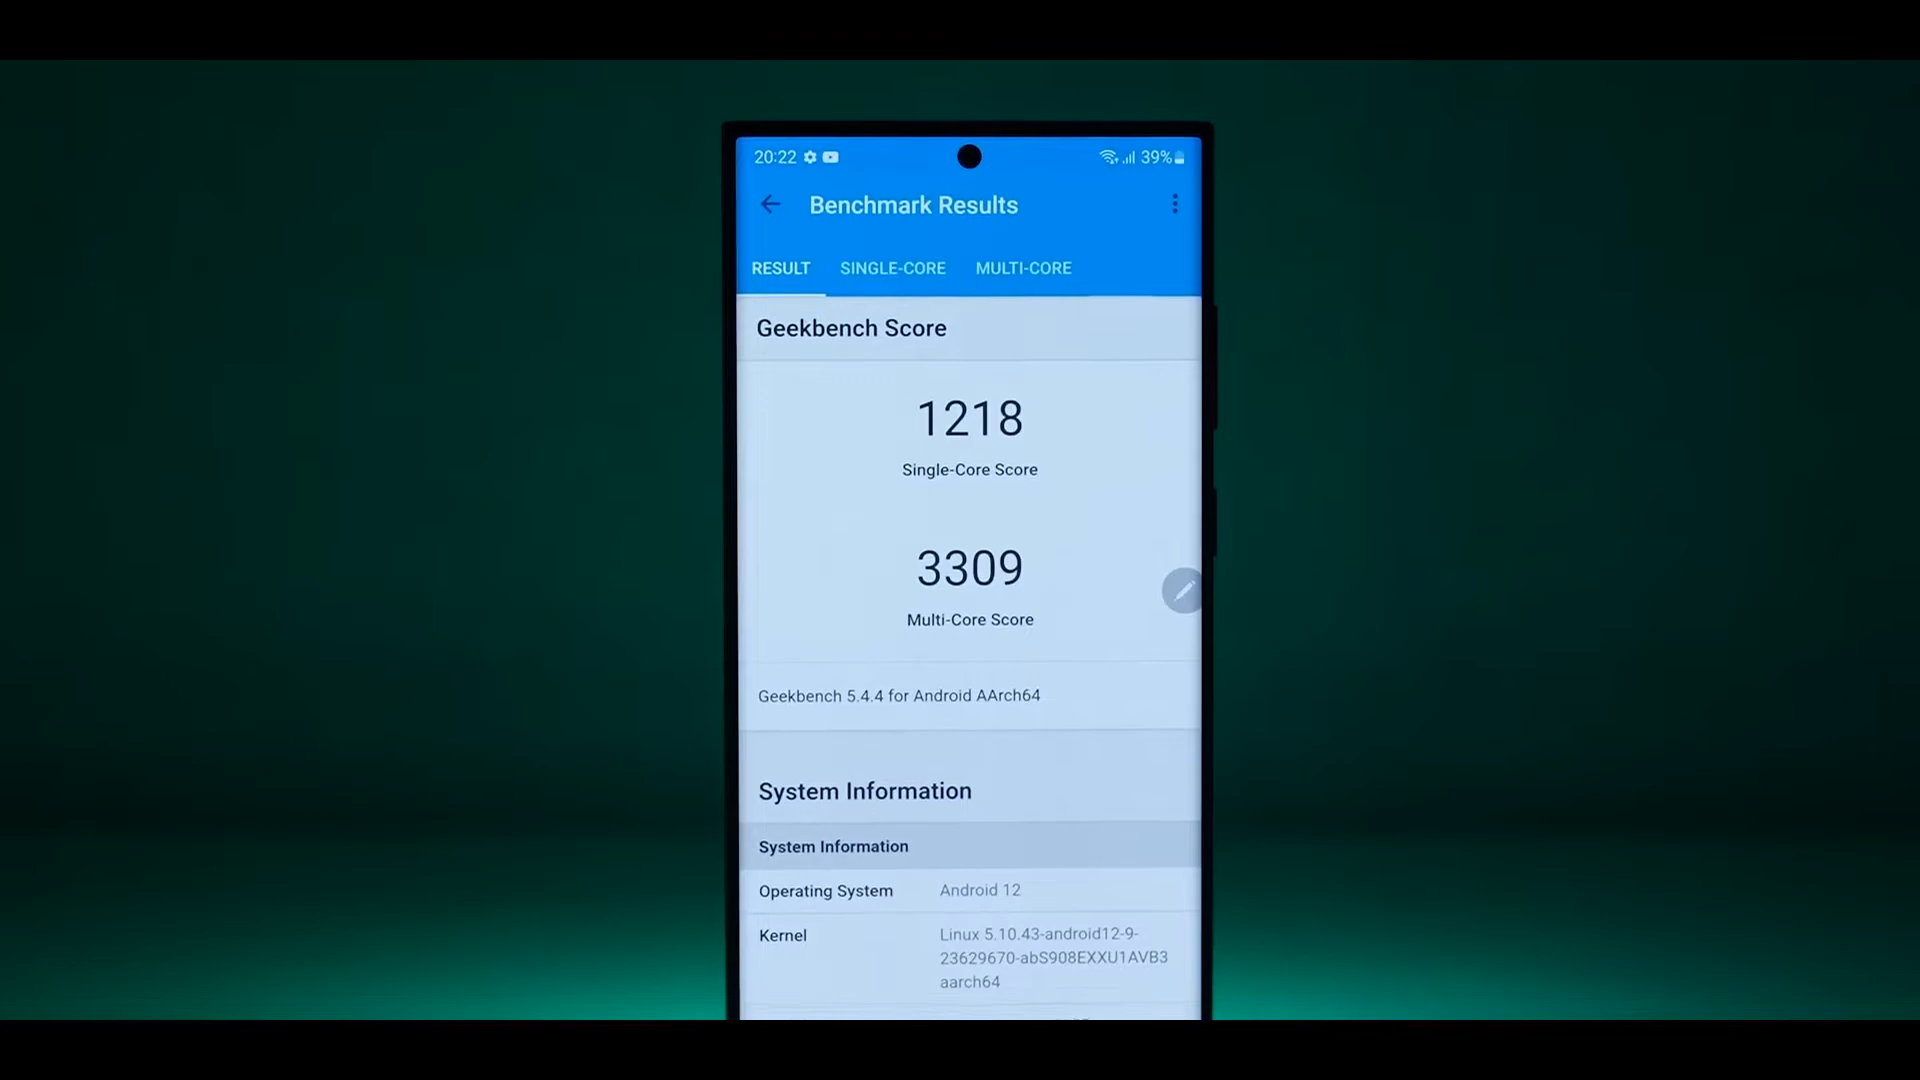 20:22 39%
Benchmark Results
RESULT SINGLE-CORE MULTI-CORE
Geekbench Score
1218
Single-Core Score
3309
Multi-Core Score
Geekbench 5.4.4 for Android AArch64
System Information
System Information
Operating System Android 12
Kernel Linux 5.10.43-android12-9-
23629670-abS908EXXU1AVB3
aarch64